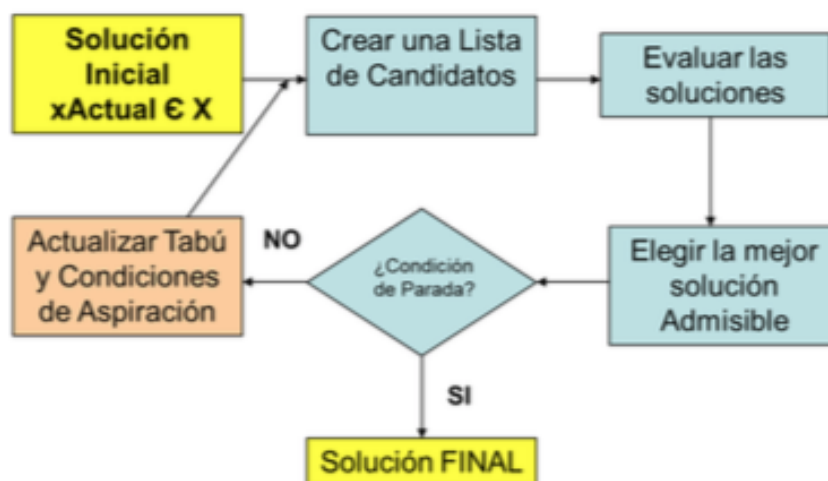 Solución
Inicial
xActual Є X
Crear una Lista
de Candidatos
Evaluar las
soluciones
Elegir la mejor
solución
Admisible
¿Condición
de Parada?
NO
Actualizar Tabú
y Condiciones
de Aspiración
SI
Solución FINAL